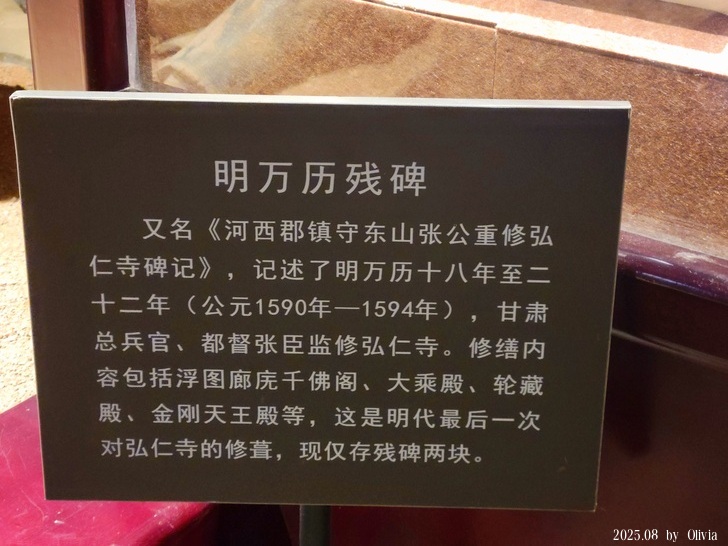 明万历残碑
又名《河西郡镇守东山张公重修弘
仁寺碑记》，记述了明万历十八年至二
十二年（公元1590年—1594年），甘肃
总兵官、都督张臣监修弘仁寺。修缮内
容包括浮图廊庑千佛阁、大乘殿、轮藏
殿、金刚天王殿等，这是明代最后一次
对弘仁寺的修葺，现仅存残碑两块。
2025.08 by Olivia